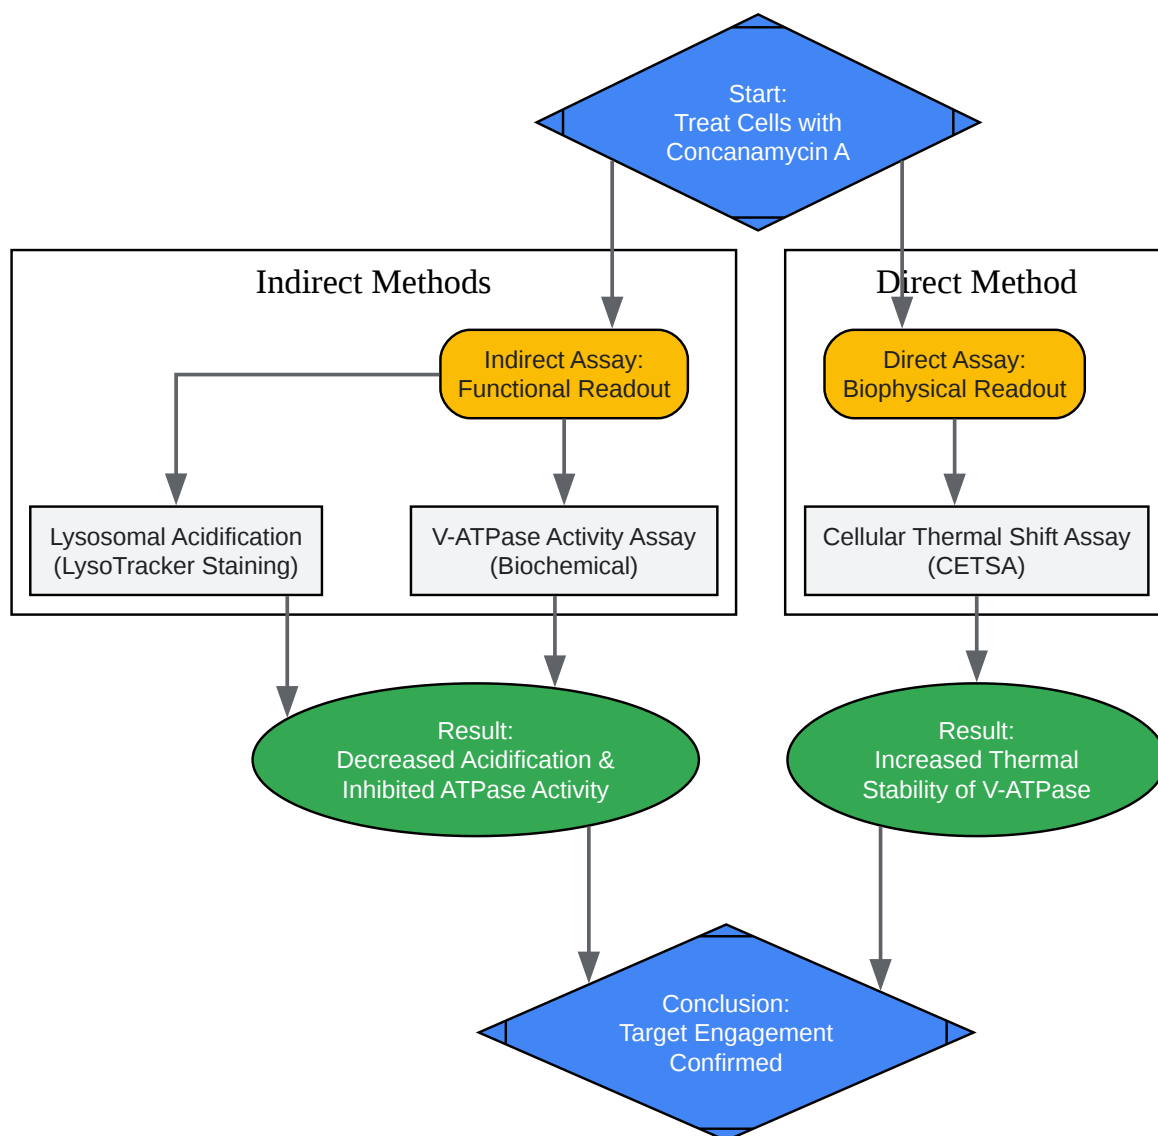 Start:
Treat Cells with
Concanamycin A
Indirect Methods
Direct Method
Indirect Assay:
Functional Readout
Direct Assay:
Biophysical Readout
Lysosomal Acidification
(LysoTracker Staining)
V-ATPase Activity Assay
(Biochemical)
Cellular Thermal Shift Assay
(CETSA)
Result:
Decreased Acidification &
Inhibited ATPase Activity
Result:
Increased Thermal
Stability of V-ATPase
Conclusion:
Target Engagement
Confirmed